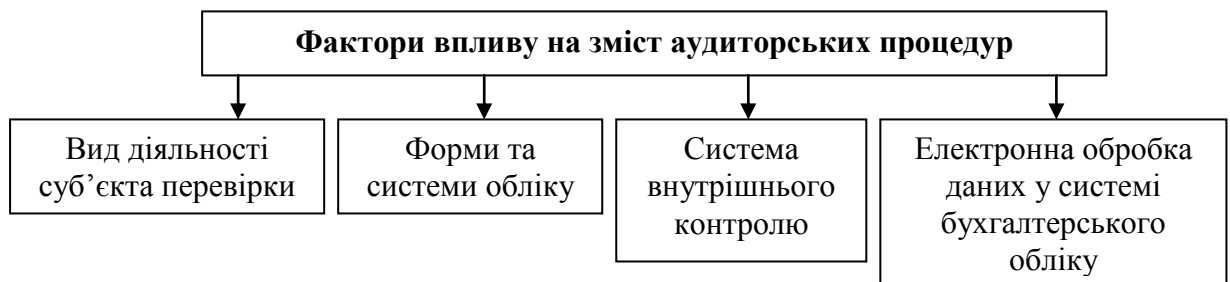 Фактори впливу на зміст аудиторських процедур
Вид діяльності
суб’єкта перевірки
Форми та
системи обліку
Система
внутрішнього
контролю
Електронна обробка
даних у системі
бухгалтерського
обліку